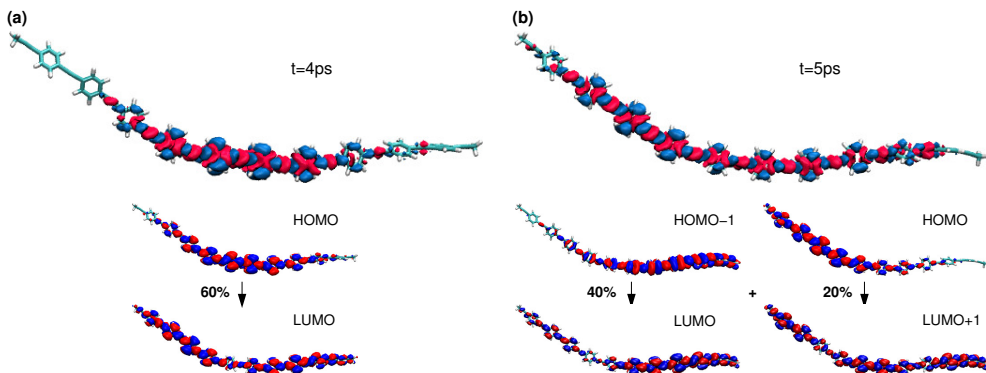 (a)
t=4ps
HOMO
60%
LUMO
(b)
t=5ps
HOMO−1
HOMO
40%
+
20%
LUMO
LUMO+1